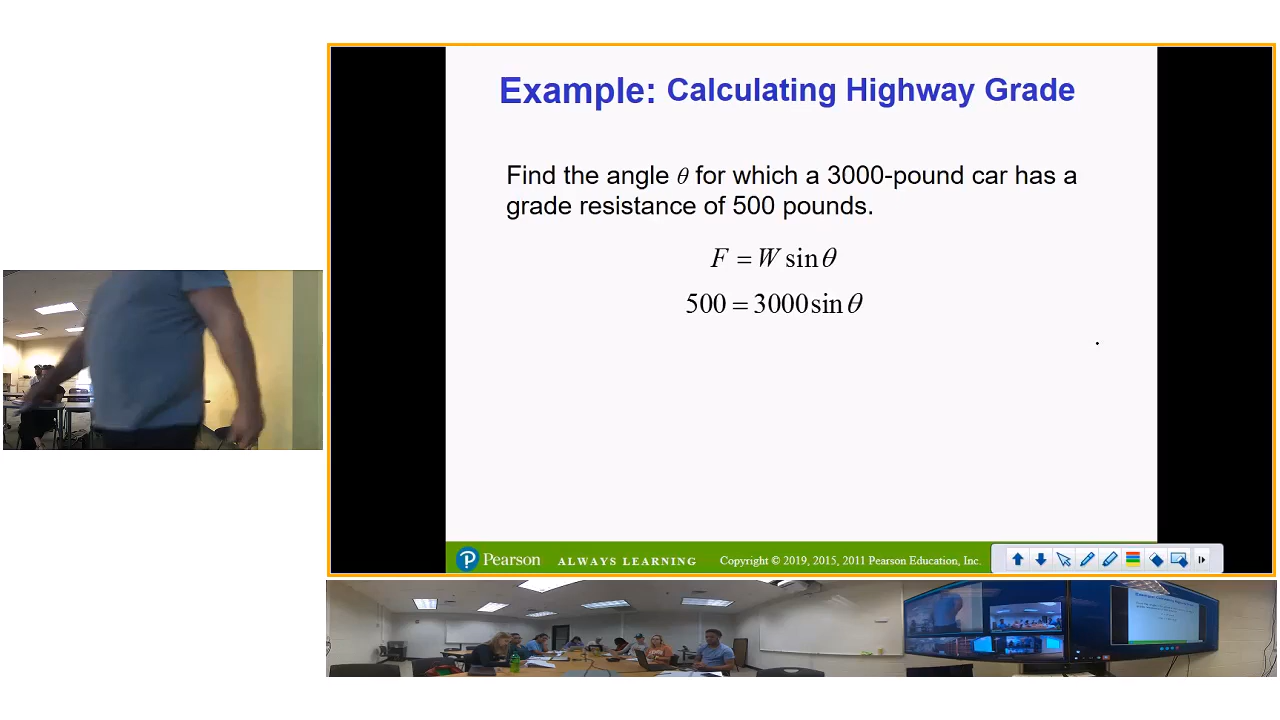 Example: Calculating Highway Grade
Find the angle θ for which a 3000-pound car has a
grade resistance of 500 pounds.
F = W sin θ
500 = 3000 sin θ
Pearson ALWAYS LEARNING Copyright © 2019, 2015, 2011 Pearson Education, Inc.